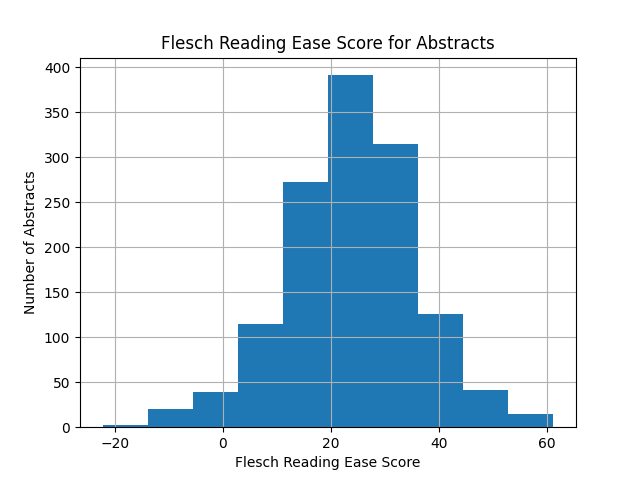 Flesch Reading Ease Score for Abstracts
400
350
300
250
200
150
100
50
0
Number of Abstracts
−20 0 20 40 60
Flesch Reading Ease Score